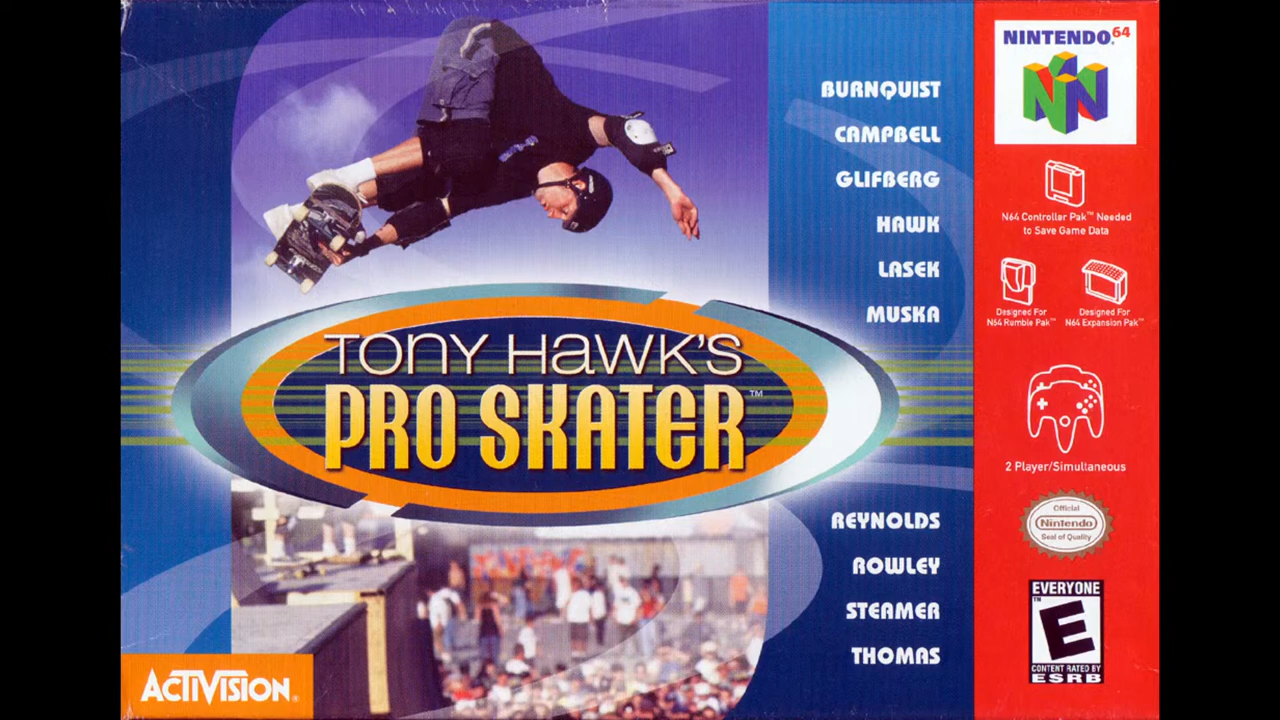 TONY HAWK'S
PRO SKATER™
BURNQUIST
CAMPBELL
GLIFBERG
HAWK
LASEK
MUSKA
REYNOLDS
ROWLEY
STEAMER
THOMAS
ACTIVISION®
NINTENDO64
N64 Controller Pak™ Needed
to Save Game Data
Designed For
N64 Rumble Pak™
Designed For
N64 Expansion Pak™
2 Player/Simultaneous
Official
Nintendo
Seal of Quality
EVERYONE
™
E
CONTENT RATED BY
ESRB